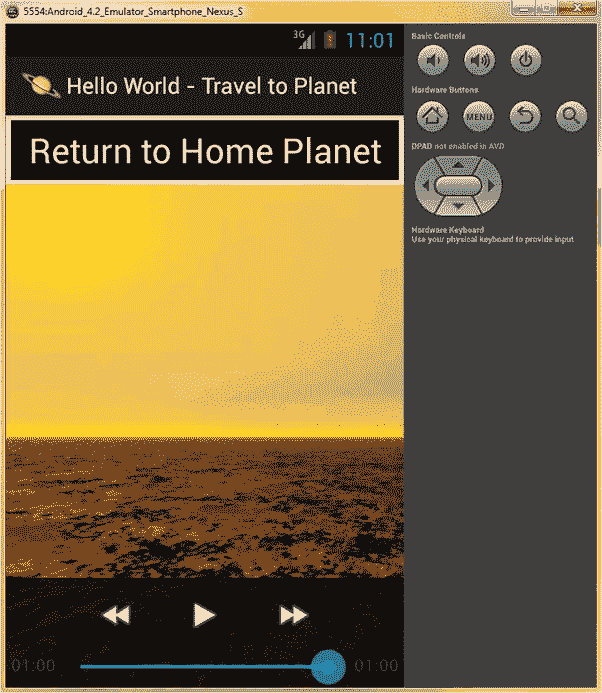 5554:Android_4.2_Emulator_Smartphone_Nexus_S
3G 11:01
Hello World - Travel to Planet
Return to Home Planet
01:00 01:00
Basic Controls
Hardware Buttons
MENU
DPAD not enabled in AVD
Hardware Keyboard
Use your physical keyboard to provide input